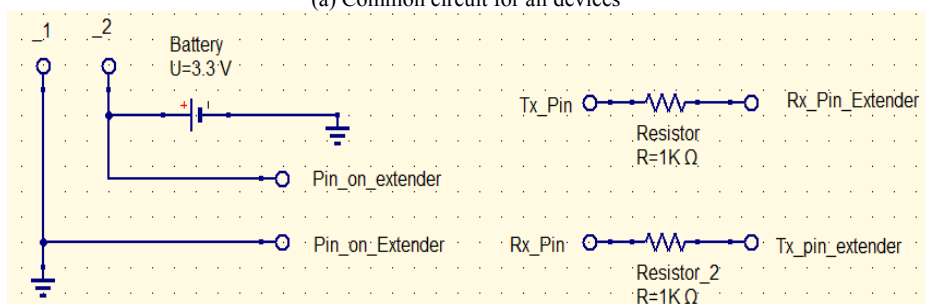 (a) Common circuit for all devices
_1
_2
Battery
U=3.3 V
Tx_Pin
Rx_Pin_Extender
Resistor
R=1K Ω
Pin_on_extender
Pin_on_Extender
Rx_Pin
Tx_pin_extender
Resistor_2
R=1K Ω